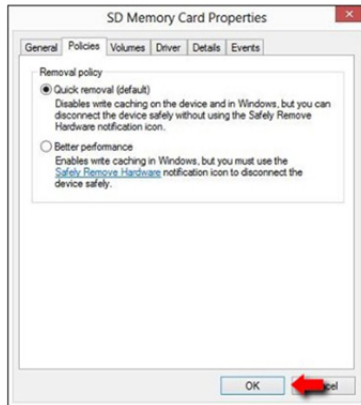 SD Memory Card Properties
General Policies Volumes Driver Details Events
Removal policy
Quick removal (default)
Disables write caching on the device and in Windows, but you can
disconnect the device safely without using the Safely Remove
Hardware notification icon.
Better performance
Enables write caching in Windows, but you must use the
Safely Remove Hardware notification icon to disconnect the
device safely.
OK